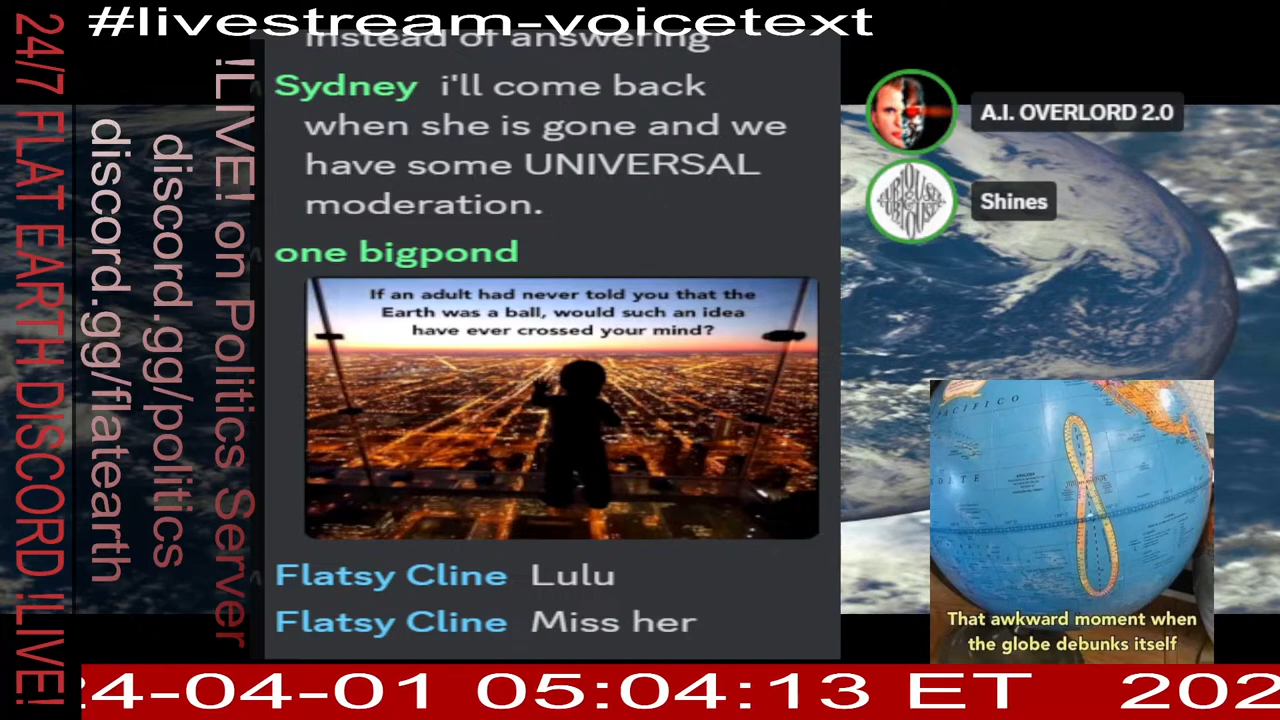 #livestream-voicetext
24/7 FLAT EARTH DISCORD !LIVE!
discord.gg/flatearth
discord.gg/politics
!LIVE! on Politics Server
instead of answering
Sydney i'll come back
when she is gone and we
have some UNIVERSAL
moderation.
one bigpond
If an adult had never told you that the
Earth was a ball, would such an idea
have ever crossed your mind?
Flatsy Cline Lulu
Flatsy Cline Miss her
A.I. OVERLORD 2.0
Shines
PACÍFICO
That awkward moment when
the globe debunks itself
24-04-01 05:04:13 ET 202